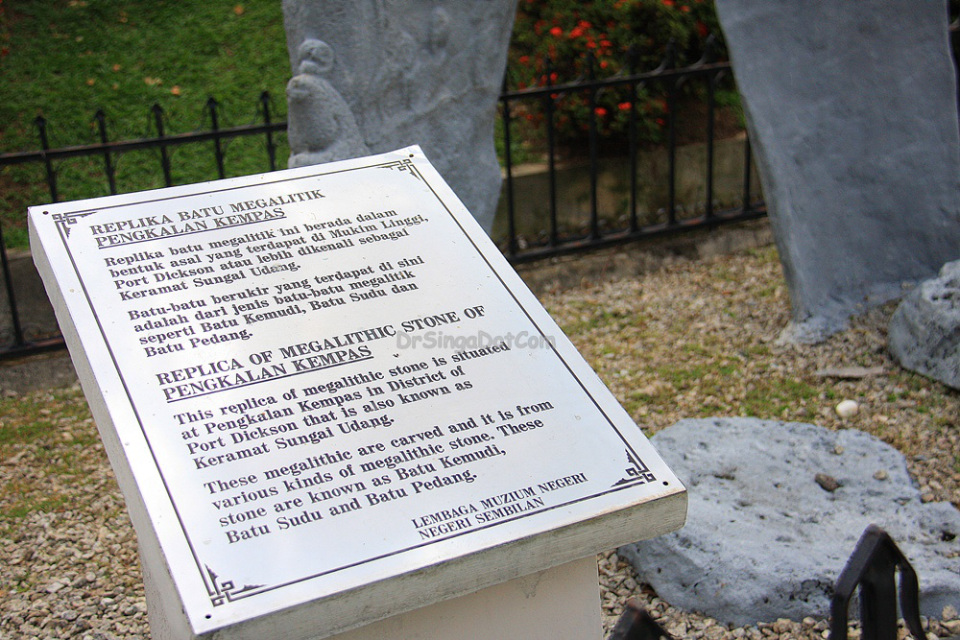 REPLIKA BATU MEGALITIK
PENGKALAN KEMPAS
Replika batu megalitik ini berada dalam
bentuk asal yang terdapat di Mukim Linggi,
Port Dickson atau lebih dikenali sebagai
Keramat Sungai Udang.
Batu-batu berukir yang terdapat di sini
adalah dari jenis batu-batu megalitik
seperti Batu Kemudi, Batu Sudu dan
Batu Pedang.
REPLICA OF MEGALITHIC STONE OF
PENGKALAN KEMPAS
This replica of megalithic stone is situated
at Pengkalan Kempas in District of
Port Dickson that is also known as
Keramat Sungai Udang.
These megalithic are carved and it is from
various kinds of megalithic stone. These
stone are known as Batu Kemudi,
Batu Sudu and Batu Pedang.
LEMBAGA MUZIUM NEGERI
NEGERI SEMBILAN
DrSingaDatCom